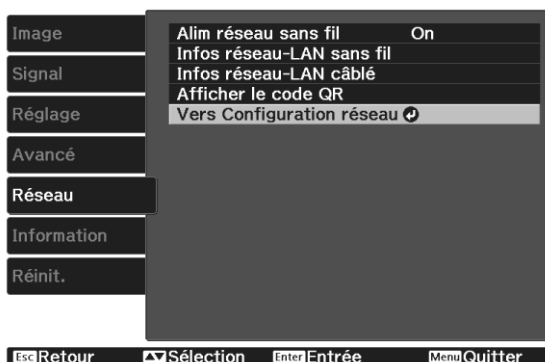 Image
Signal
Réglage
Avancé
Réseau
Information
Réinit.
Alim réseau sans fil On
Infos réseau-LAN sans fil
Infos réseau-LAN câblé
Afficher le code QR
Vers Configuration réseau
Esc Retour Sélection Enter Entrée Menu Quitter